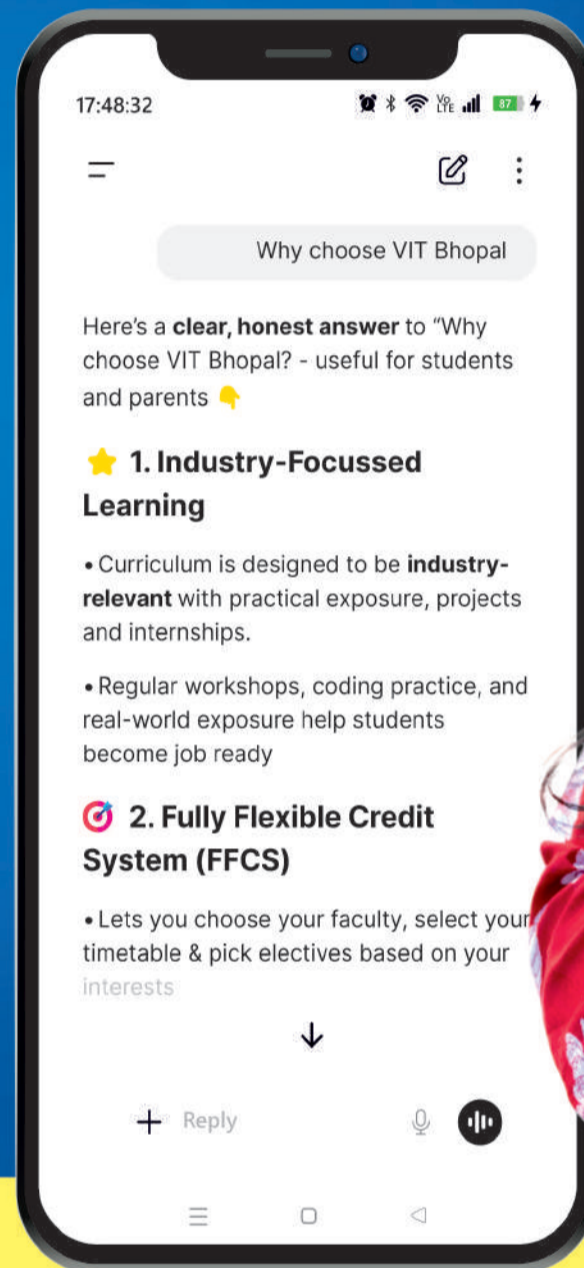 17:48:32
Vo LTE 87
Why choose VIT Bhopal
Here's a clear, honest answer to “Why
choose VIT Bhopal? - useful for students
and parents 👇
⭐ 1. Industry-Focussed
Learning
• Curriculum is designed to be industry-
relevant with practical exposure, projects
and internships.
• Regular workshops, coding practice, and
real-world exposure help students
become job ready
🎯 2. Fully Flexible Credit
System (FFCS)
• Lets you choose your faculty, select your
timetable & pick electives based on your
interests
Reply